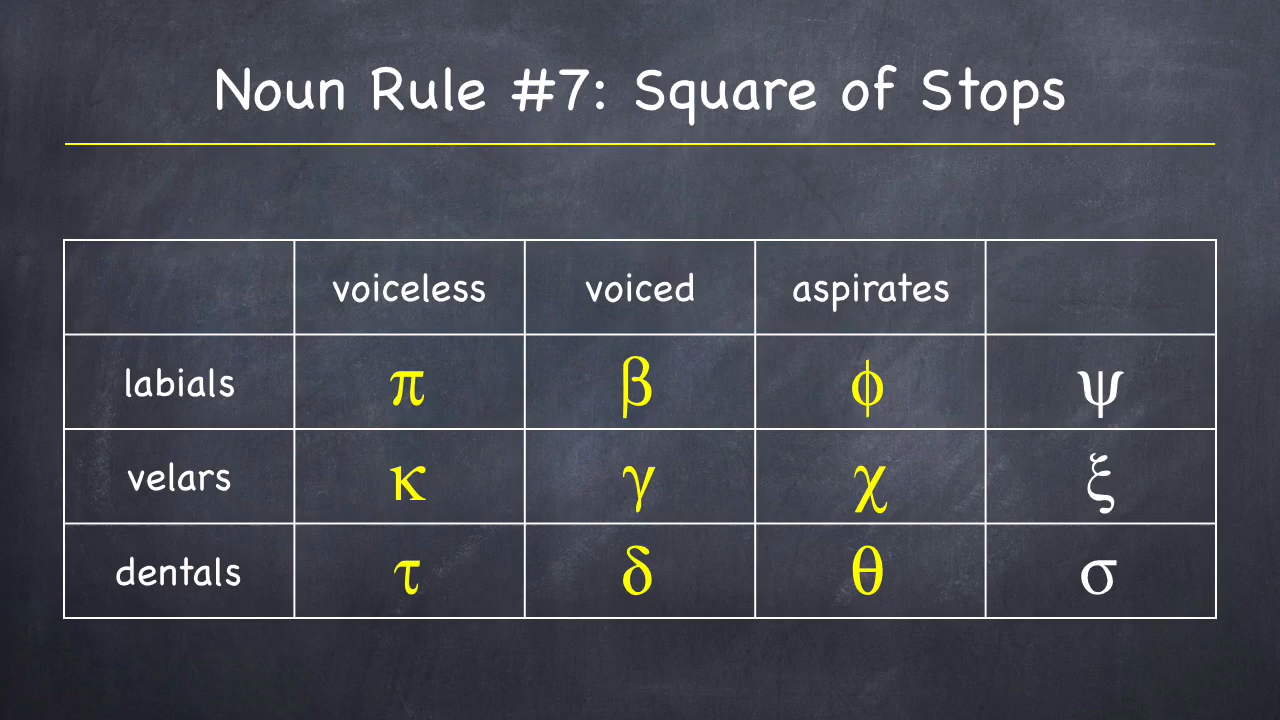 Noun Rule #7: Square of Stops
voiceless voiced aspirates
labials π β ϕ ψ
velars κ γ χ ξ
dentals τ δ θ σ